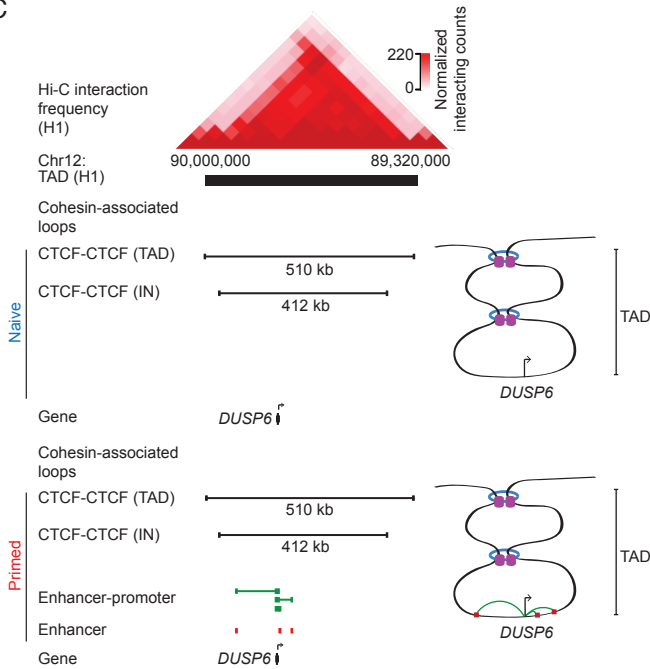 C
Hi-C interaction
frequency
(H1)
220
0
Normalized
interacting counts
Chr12:
90,000,000
89,320,000
TAD (H1)
Cohesin-associated
loops
CTCF-CTCF (TAD)
510 kb
CTCF-CTCF (IN)
412 kb
Naive
TAD
DUSP6
Gene
DUSP6
Cohesin-associated
loops
CTCF-CTCF (TAD)
510 kb
CTCF-CTCF (IN)
412 kb
Primed
TAD
Enhancer-promoter
Enhancer
DUSP6
Gene
DUSP6